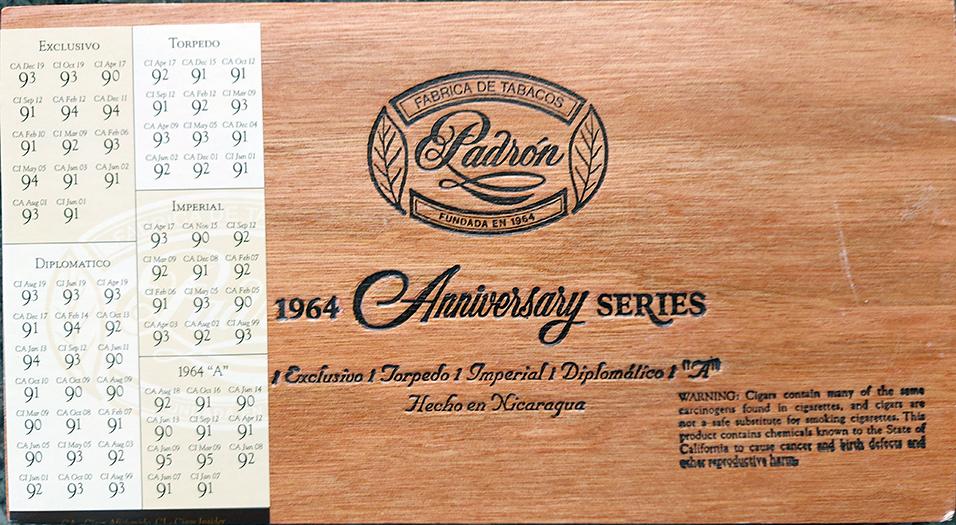 EXCLUSIVO
CA Dec 19 CI Oct 19 CI Apr 17
93 93 90
CI Sep 12 CA Feb 12 CA Dec 11
91 94 94
CA Feb 10 CI Mar 09 CA Feb 06
91 92 93
CI May 05 CA Jun 03 CA Jun 02
94 91 91
CA Aug 01 CI Jun 01
93 91
DIPLOMATICO
CI Aug 19 CI Jun 19 CI Apr 19
93 93 93
CA Dec 17 CA Feb 14 CA Oct 13
91 94 92
CA Jan 13 CI Sep 12 CA Jun 11
94 93 90
CA Oct 10 CA Oct 09 CA Aug 09
91 90 90
CI Mar 09 CA Oct 08 CA Feb 07
90 91 91
CA Jun 05 CI May 05 CA Aug 03
90 93 92
CI Jun 01 CA Oct 00 CI Aug 99
92 93 93
TORPEDO
CI Apr 17 CA Dec 15 CA Oct 12
92 91 91
CI Sep 12 CA Feb 12 CI Mar 09
91 92 93
CA Apr 09 CI May 05 CA Dec 04
93 93 91
CA Jun 02 CA Dec 01 CI Jun 01
92 92 91
IMPERIAL
CI Apr 17 CA Nov 15 CI Sep 12
93 90 92
CI Mar 09 CA Dec 08 CA Feb 07
92 91 92
CI Feb 06 CI May 05 CA Feb 05
91 93 90
CA Apr 03 CA Aug 02 CI Aug 99
93 92 93
1964 "A"
CA Aug 18 CA Oct 16 CA Jun 14
92 91 90
CA Jun 13 CI Sep 12 CA Apr 12
90 91 91
CA Jun 09 CI Mar 09 CA Jun 08
95 95 92
CA Jun 07 CI Jan 07
91 91
FABRICA DE TABACOS
Padrón
FUNDADA EN 1964
1964 Anniversary SERIES
1 Exclusivo 1 Torpedo 1 Imperial 1 Diplomático 1 "A"
Hecho en Nicaragua
WARNING: Cigars contain many of the same
carcinogens found in cigarettes, and cigars are
not a safe substitute for smoking cigarettes. This
product contains chemicals known to the State of
California to cause cancer and birth defects and
other reproductive harm.